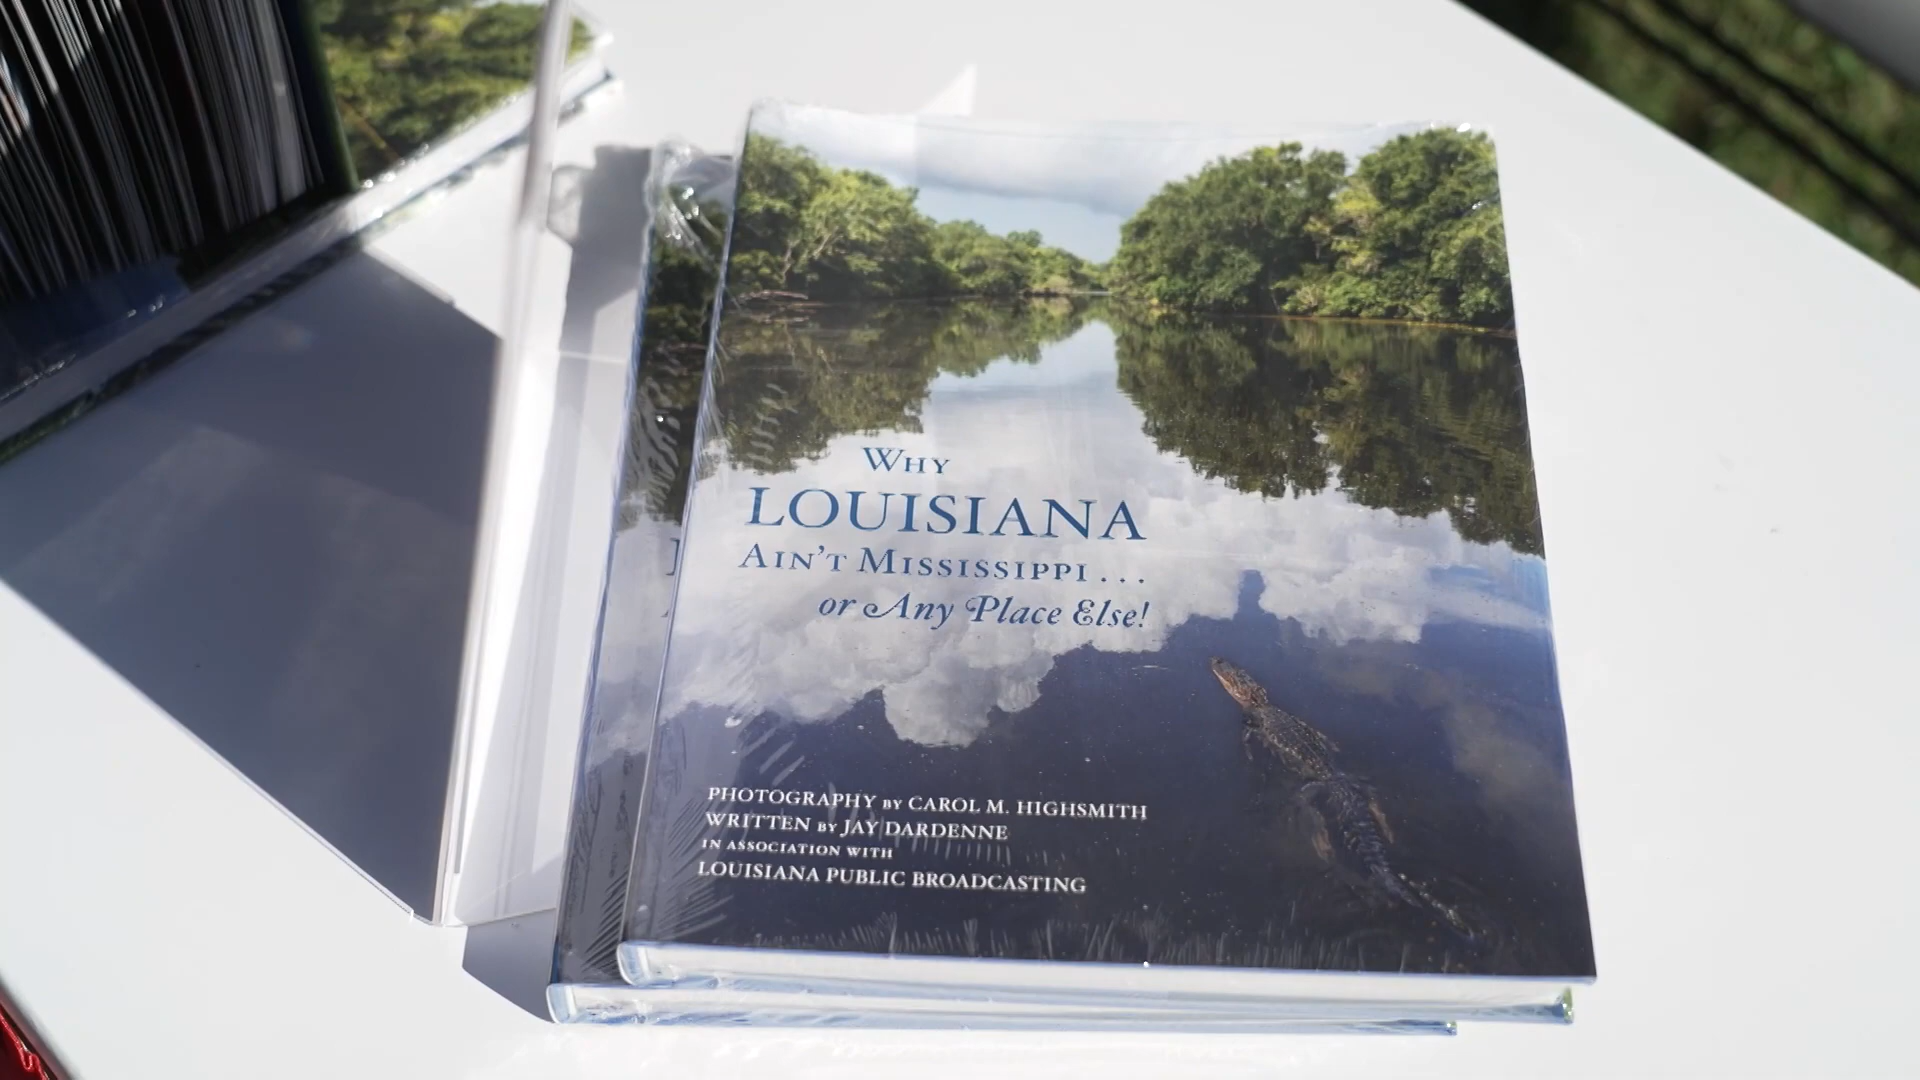 WHY
LOUISIANA
AIN'T MISSISSIPPI...
or Any Place Else!
PHOTOGRAPHY BY CAROL M. HIGHSMITH
WRITTEN BY JAY DARDENNE
IN ASSOCIATION WITH
LOUISIANA PUBLIC BROADCASTING